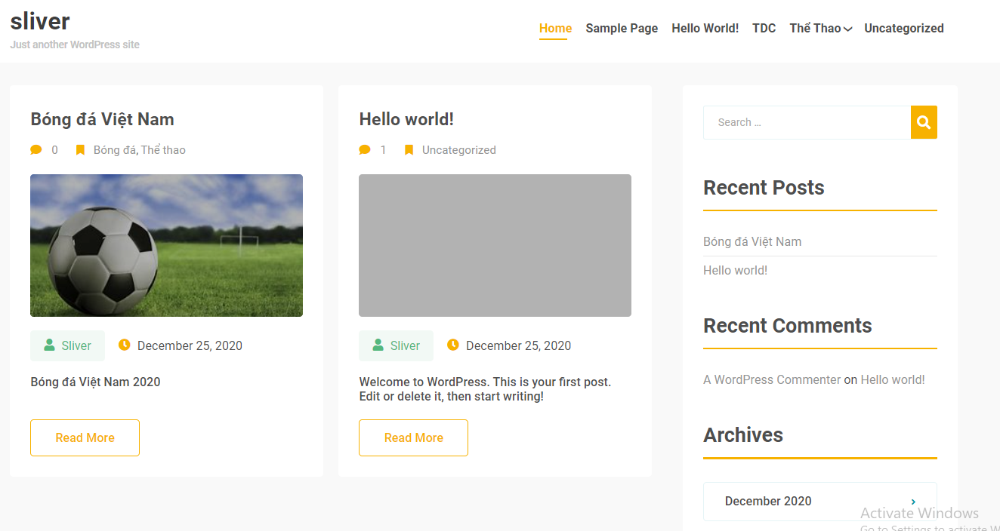 sliver
Just another WordPress site
Home Sample Page Hello World! TDC Thể Thao Uncategorized
Bóng đá Việt Nam
0 Bóng đá, Thể thao
Sliver December 25, 2020
Bóng đá Việt Nam 2020
Read More
Hello world!
1 Uncategorized
Sliver December 25, 2020
Welcome to WordPress. This is your first post.
Edit or delete it, then start writing!
Read More
Search …
Recent Posts
Bóng đá Việt Nam
Hello world!
Recent Comments
A WordPress Commenter on Hello world!
Archives
December 2020
Activate Windows
Go to Settings to activate W